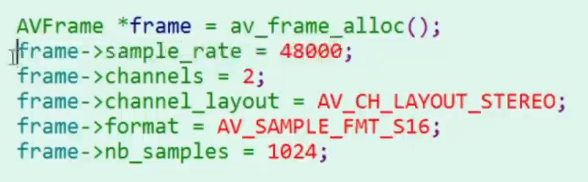 AVFrame *frame = av_frame_alloc();
frame->sample_rate = 48000;
frame->channels = 2;
frame->channel_layout = AV_CH_LAYOUT_STEREO;
frame->format = AV_SAMPLE_FMT_S16;
frame->nb_samples = 1024;